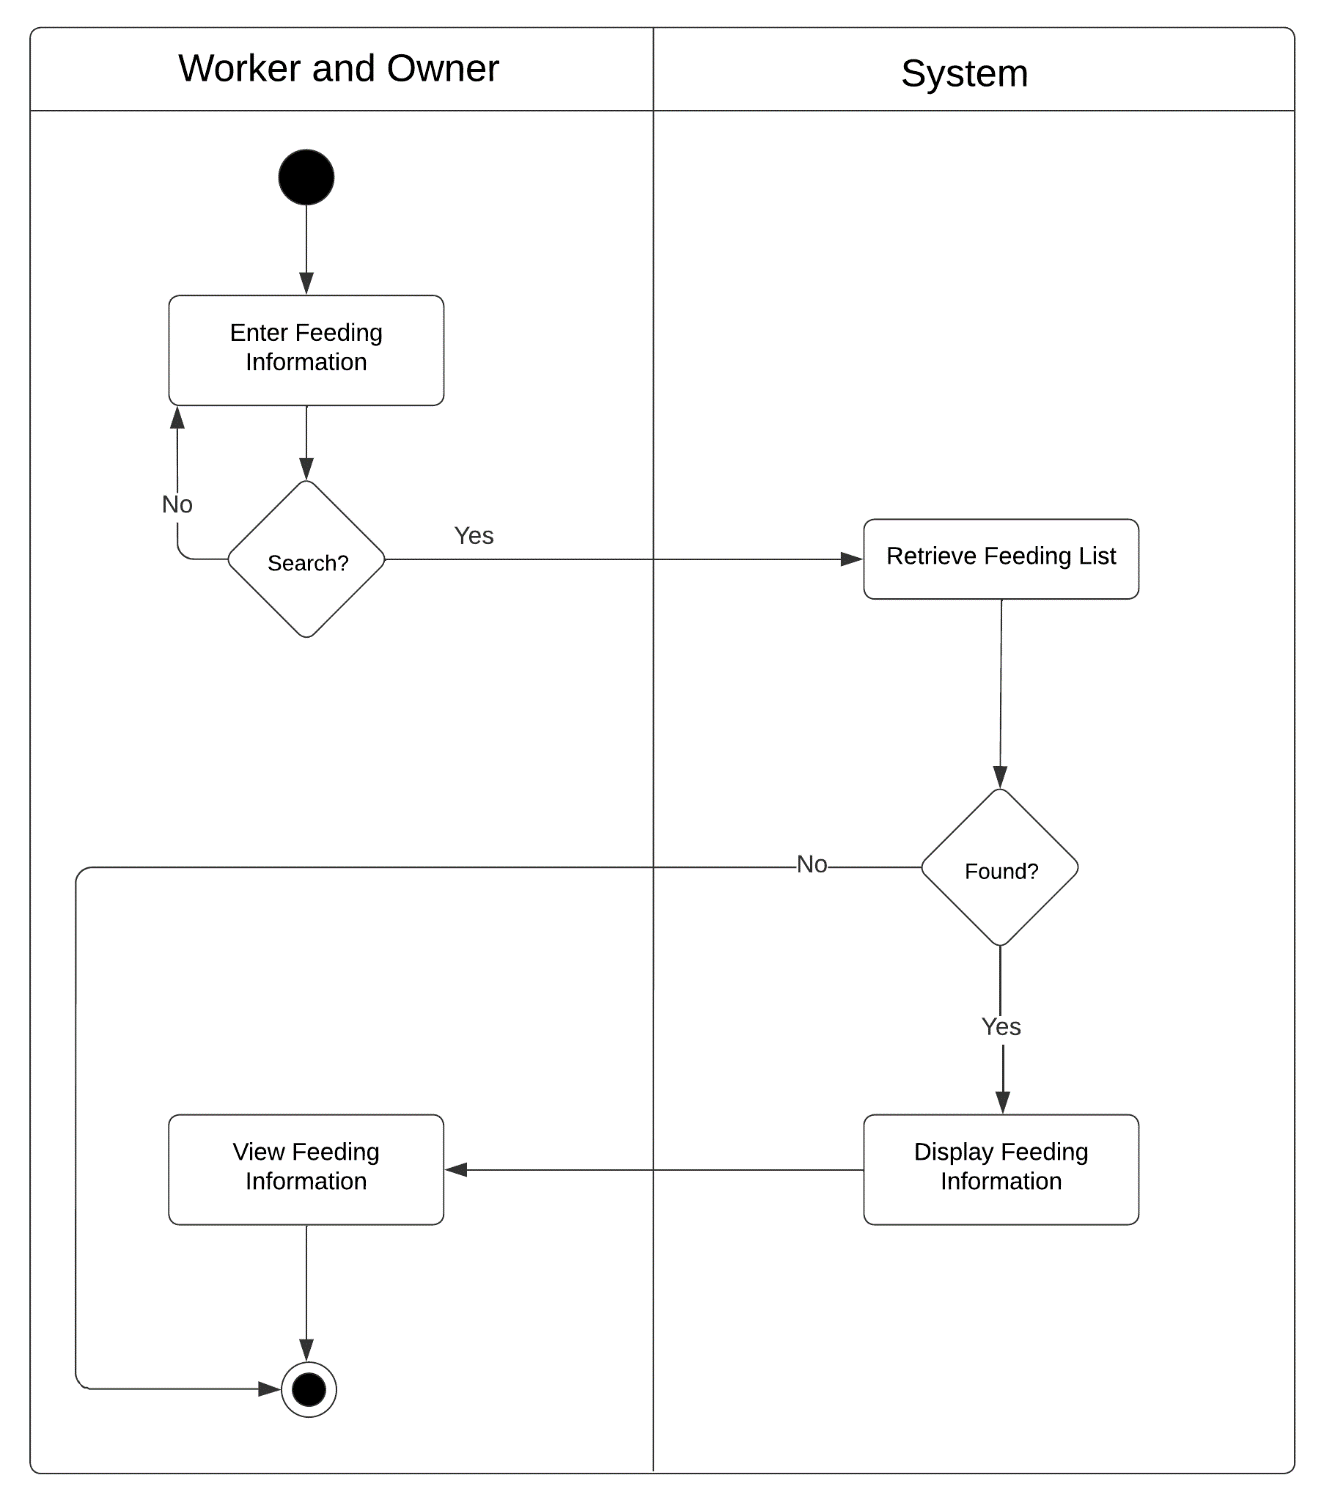 Worker and Owner
System
Enter Feeding
Information
No
Search?
Yes
Retrieve Feeding List
No
Found?
Yes
View Feeding
Information
Display Feeding
Information